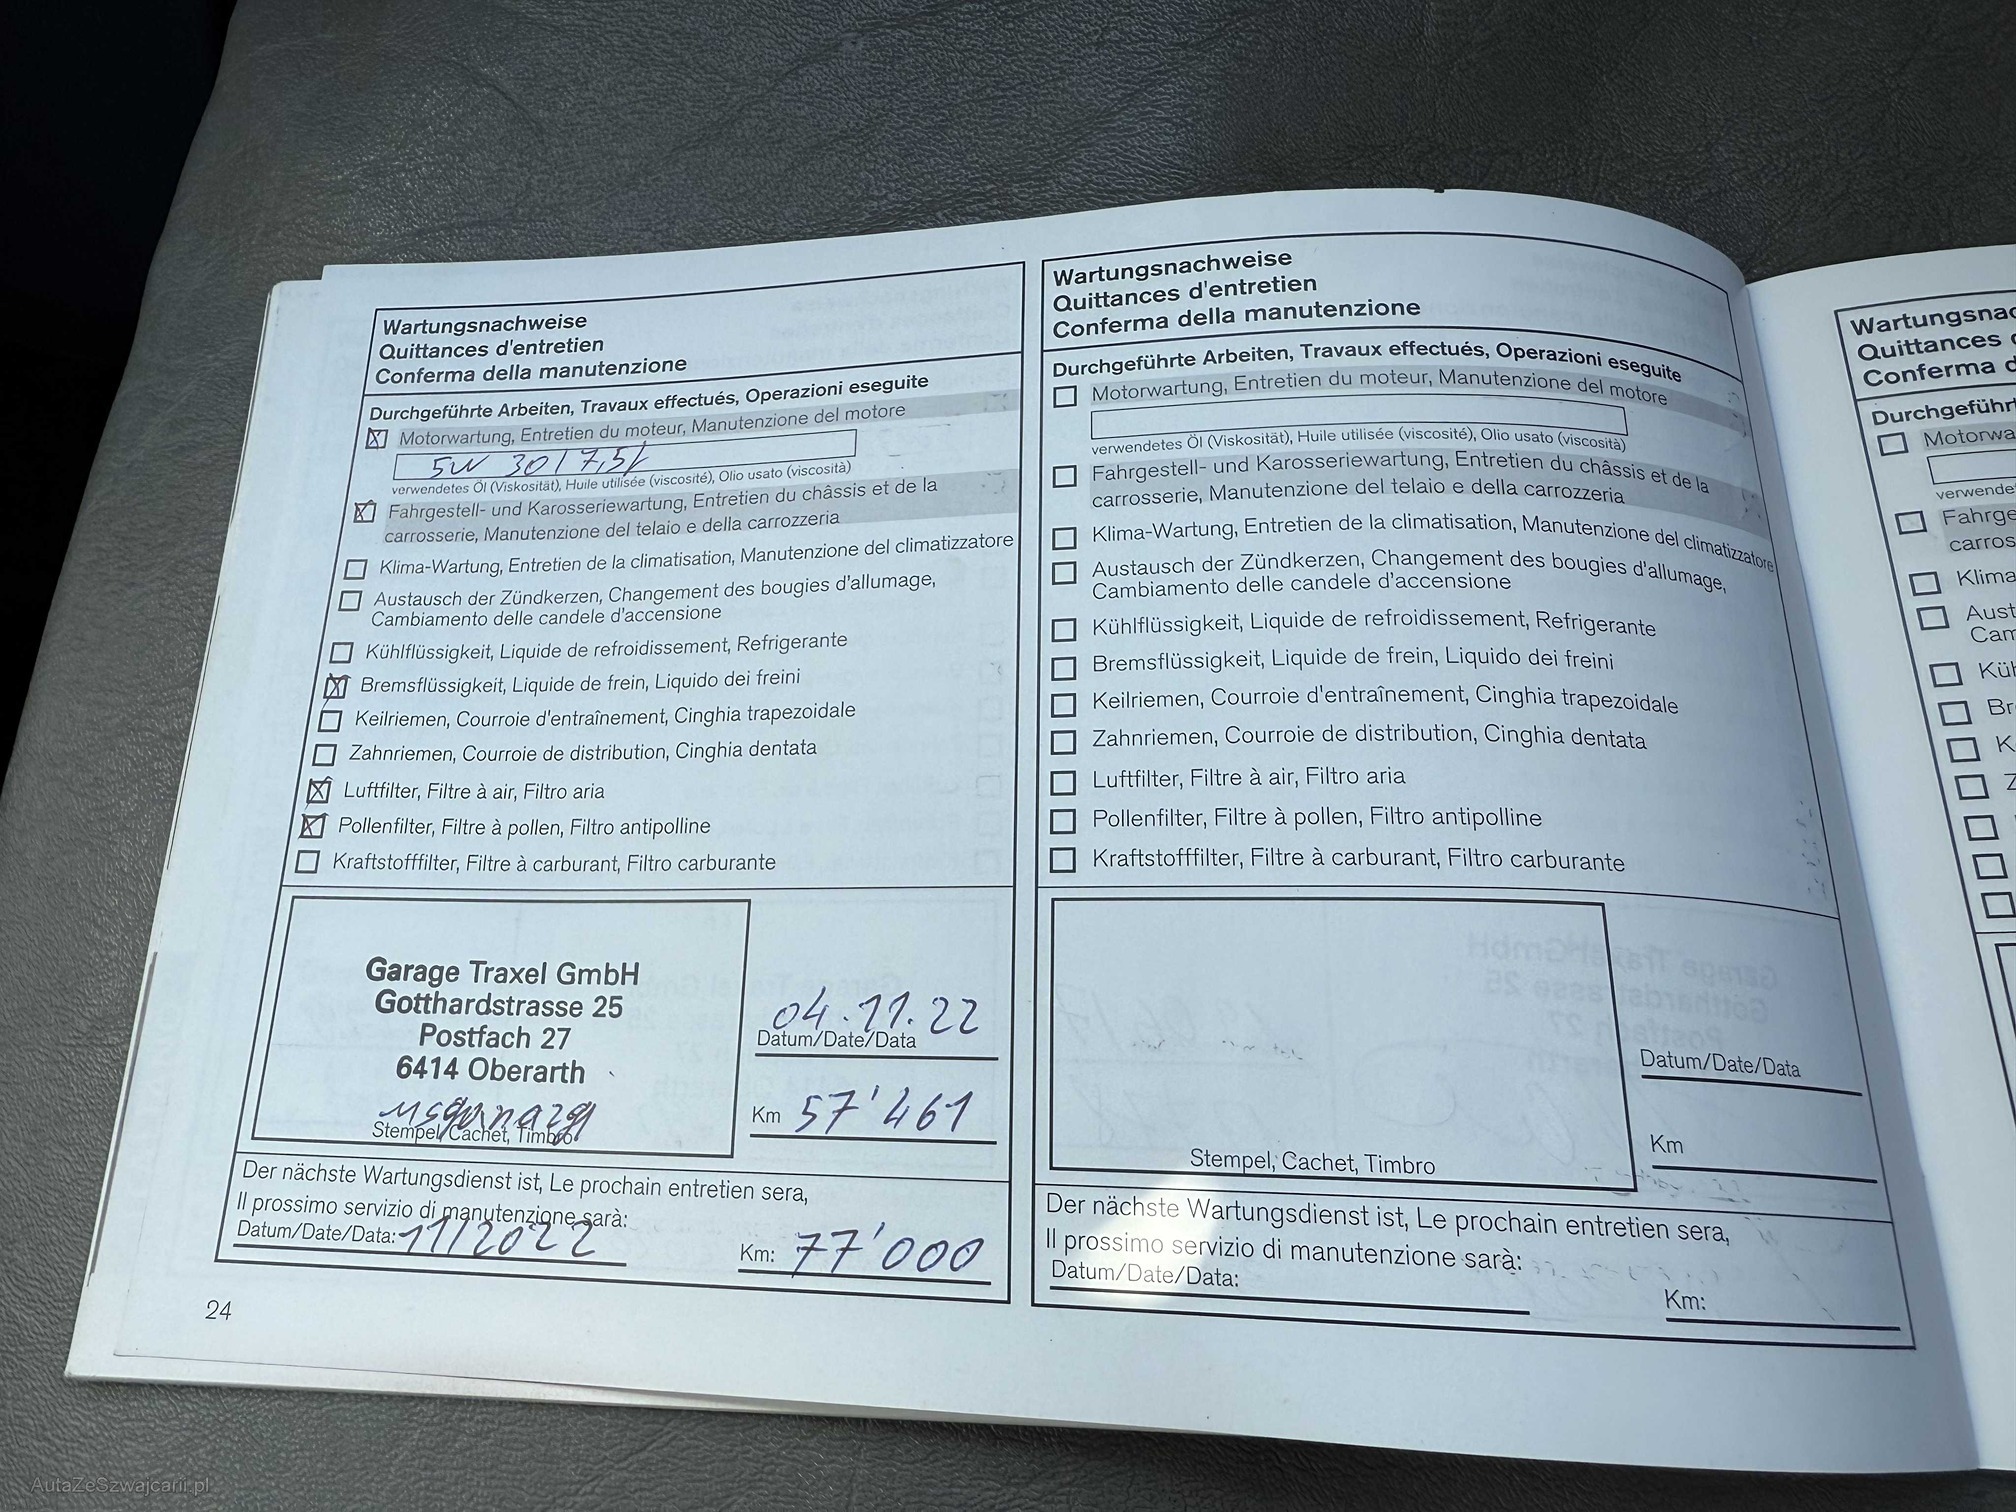 Wartungsnachweise
Quittances d'entretien
Conferma della manutenzione
Durchgeführte Arbeiten, Travaux effectués, Operazioni eseguite
Motorwartung, Entretien du moteur, Manutenzione del motore
5W 30 / 7,5L
verwendetes Öl (Viskosität), Huile utilisée (viscosité), Olio usato (viscosità)
Fahrgestell- und Karosseriewartung, Entretien du châssis et de la
carrosserie, Manutenzione del telaio e della carrozzeria
Klima-Wartung, Entretien de la climatisation, Manutenzione del climatizzatore
Austausch der Zündkerzen, Changement des bougies d'allumage,
Cambiamento delle candele d'accensione
Kühlflüssigkeit, Liquide de refroidissement, Refrigerante
Bremsflüssigkeit, Liquide de frein, Liquido dei freini
Keilriemen, Courroie d'entraînement, Cinghia trapezoidale
Zahnriemen, Courroie de distribution, Cinghia dentata
Luftfilter, Filtre à air, Filtro aria
Pollenfilter, Filtre à pollen, Filtro antipolline
Kraftstofffilter, Filtre à carburant, Filtro carburante
Garage Traxel GmbH
Gotthardstrasse 25
Postfach 27
6414 Oberarth
Stempel, Cachet, Timbro
04.11.22
Datum/Date/Data
Km 57'461
Der nächste Wartungsdienst ist, Le prochain entretien sera,
Il prossimo servizio di manutenzione sarà:
Datum/Date/Data: 11/2022
Km: 77'000
24
Wartungsnachweise
Quittances d'entretien
Conferma della manutenzione
Durchgeführte Arbeiten, Travaux effectués, Operazioni eseguite
Motorwartung, Entretien du moteur, Manutenzione del motore
verwendetes Öl (Viskosität), Huile utilisée (viscosité), Olio usato (viscosità)
Fahrgestell- und Karosseriewartung, Entretien du châssis et de la
carrosserie, Manutenzione del telaio e della carrozzeria
Klima-Wartung, Entretien de la climatisation, Manutenzione del climatizzatore
Austausch der Zündkerzen, Changement des bougies d'allumage,
Cambiamento delle candele d'accensione
Kühlflüssigkeit, Liquide de refroidissement, Refrigerante
Bremsflüssigkeit, Liquide de frein, Liquido dei freini
Keilriemen, Courroie d'entraînement, Cinghia trapezoidale
Zahnriemen, Courroie de distribution, Cinghia dentata
Luftfilter, Filtre à air, Filtro aria
Pollenfilter, Filtre à pollen, Filtro antipolline
Kraftstofffilter, Filtre à carburant, Filtro carburante
Stempel, Cachet, Timbro
Datum/Date/Data
Km
Der nächste Wartungsdienst ist, Le prochain entretien sera,
Il prossimo servizio di manutenzione sarà:
Datum/Date/Data:
Km:
Wartungsnac
Quittances
Conferma d
Durchgeführt
Motorwa
verwende
Fahrge
carros
Klima
Aust
Cam
Küh
Br
K
Z
AutaZeSzwajcarii.pl